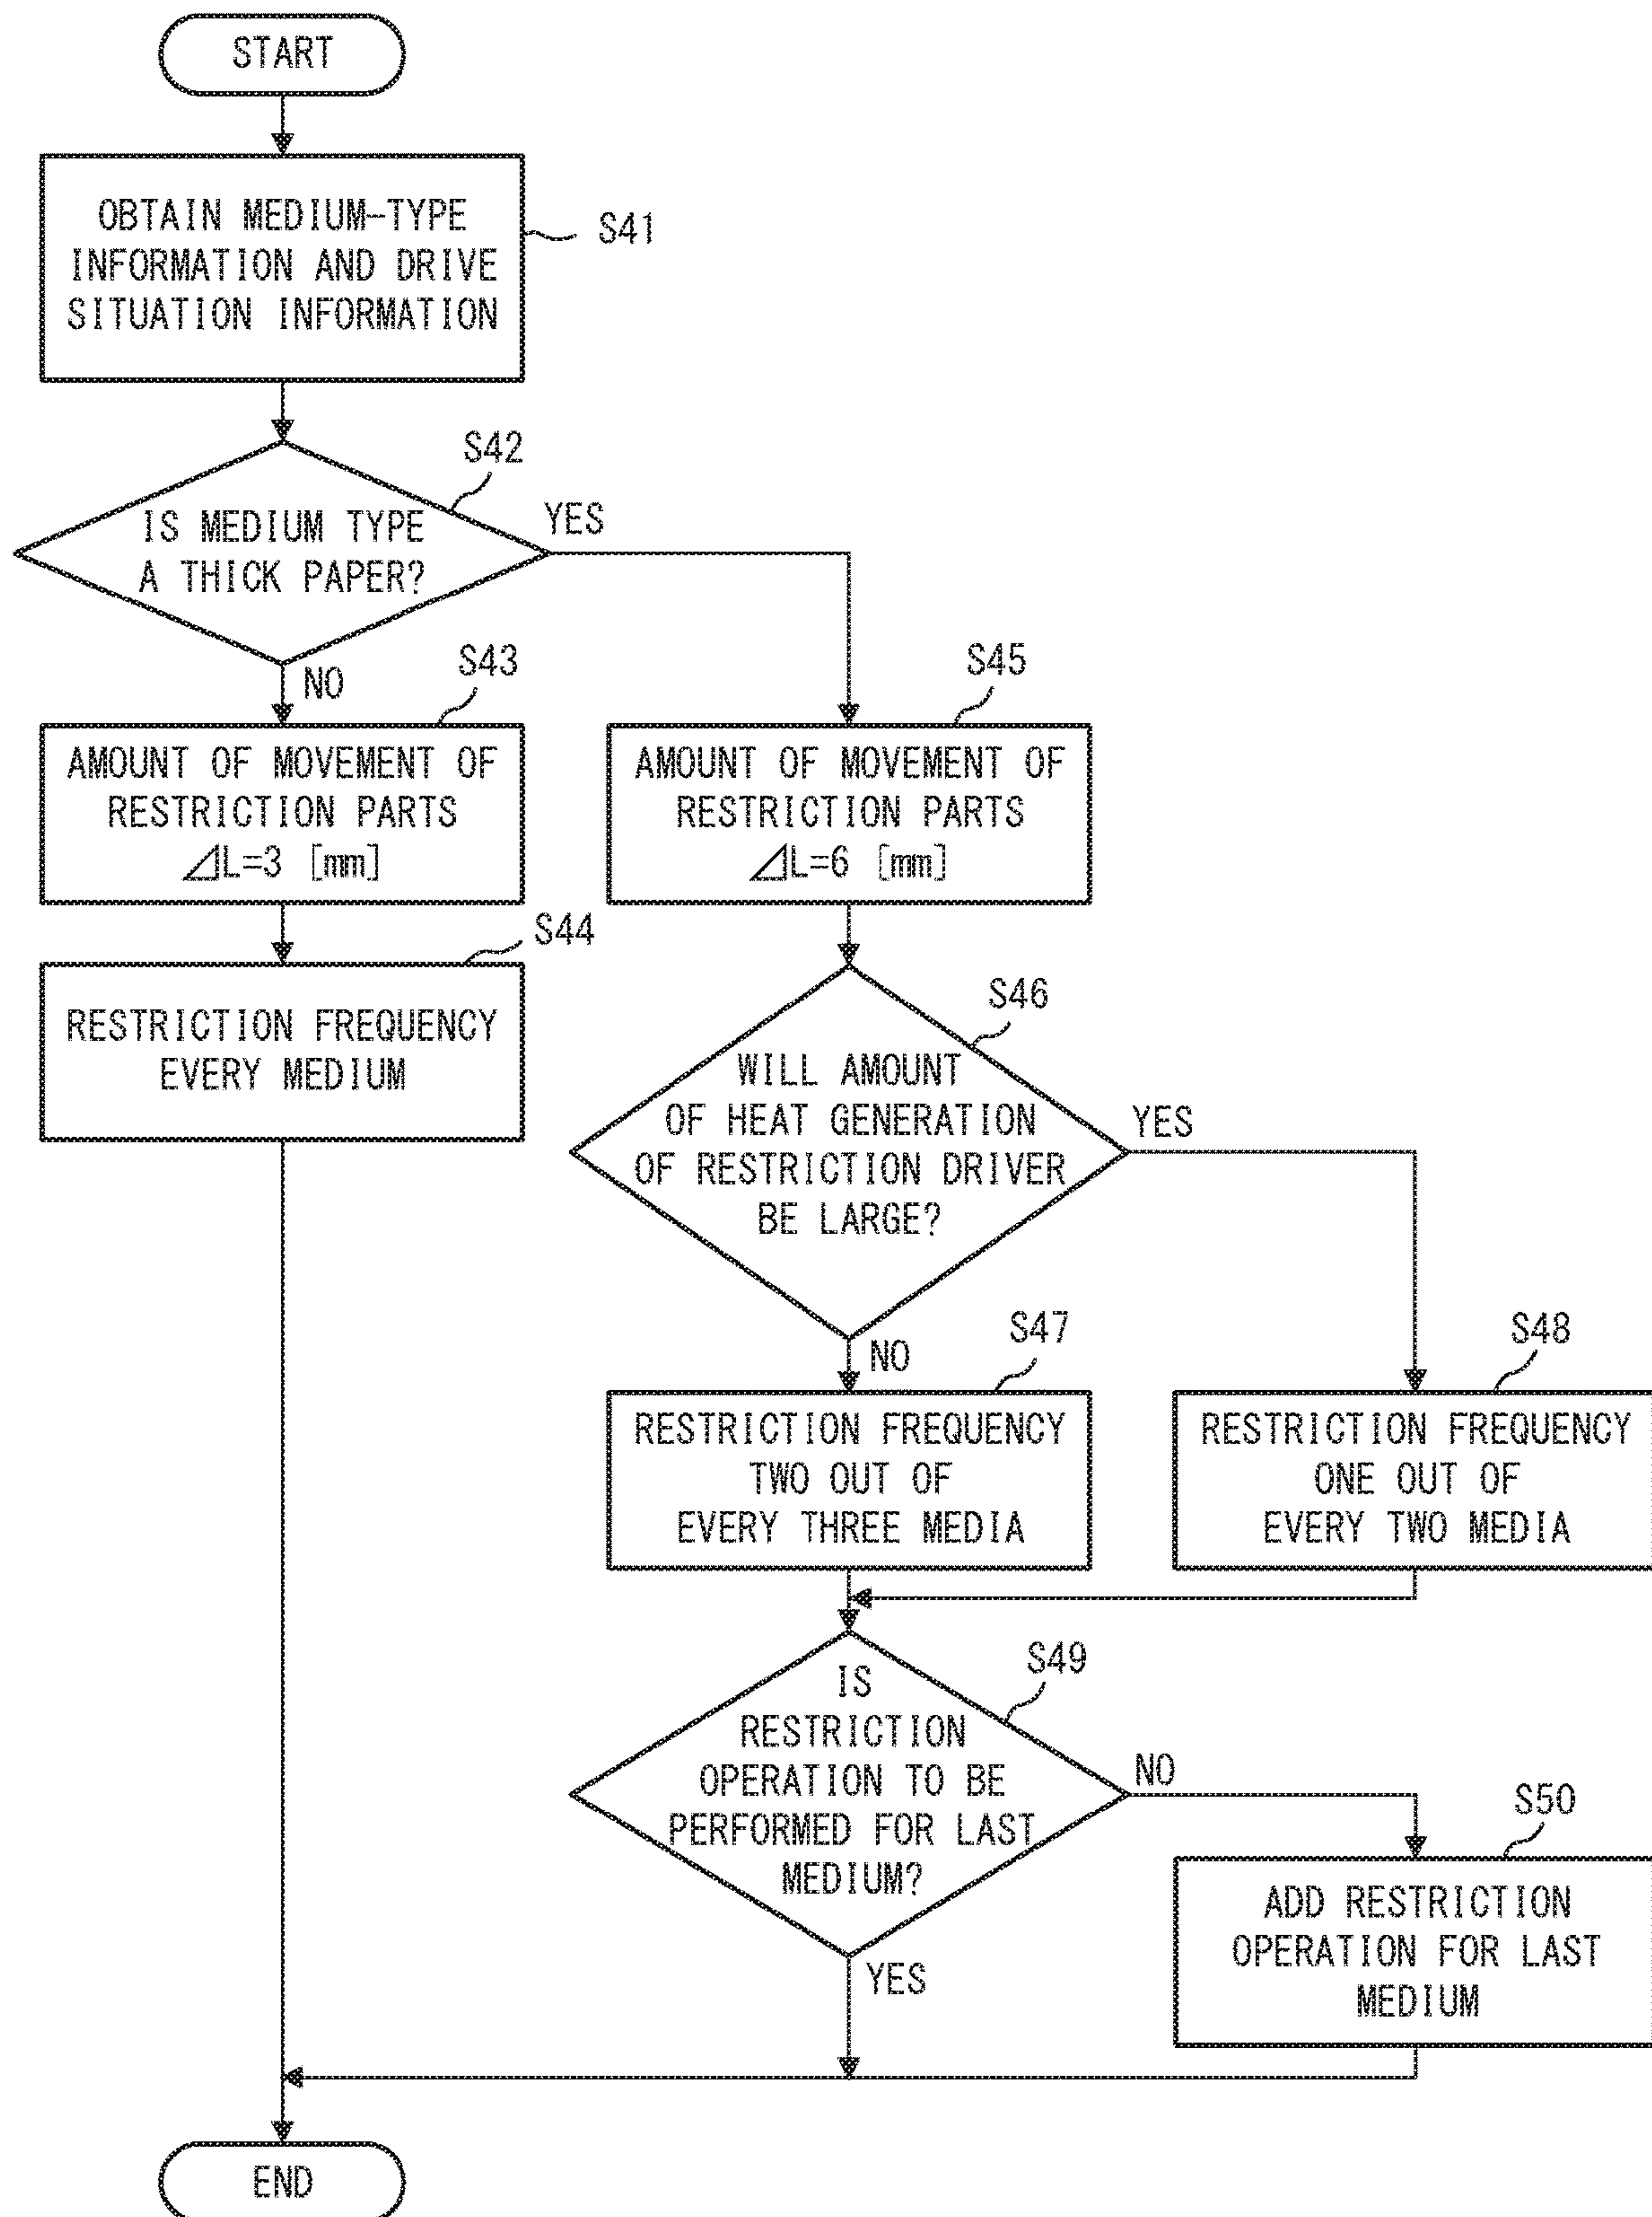 START
OBTAIN MEDIUM-TYPE
INFORMATION AND DRIVE
SITUATION INFORMATION
S41
S42
IS MEDIUM TYPE
A THICK PAPER?
YES
NO
S43
AMOUNT OF MOVEMENT OF
RESTRICTION PARTS
⊿L=3 [mm]
S45
AMOUNT OF MOVEMENT OF
RESTRICTION PARTS
⊿L=6 [mm]
S44
RESTRICTION FREQUENCY
EVERY MEDIUM
S46
WILL AMOUNT
OF HEAT GENERATION
OF RESTRICTION DRIVER
BE LARGE?
YES
NO
S47
RESTRICTION FREQUENCY
TWO OUT OF
EVERY THREE MEDIA
S48
RESTRICTION FREQUENCY
ONE OUT OF
EVERY TWO MEDIA
S49
IS
RESTRICTION
OPERATION TO BE
PERFORMED FOR LAST
MEDIUM?
NO
YES
S50
ADD RESTRICTION
OPERATION FOR LAST
MEDIUM
END